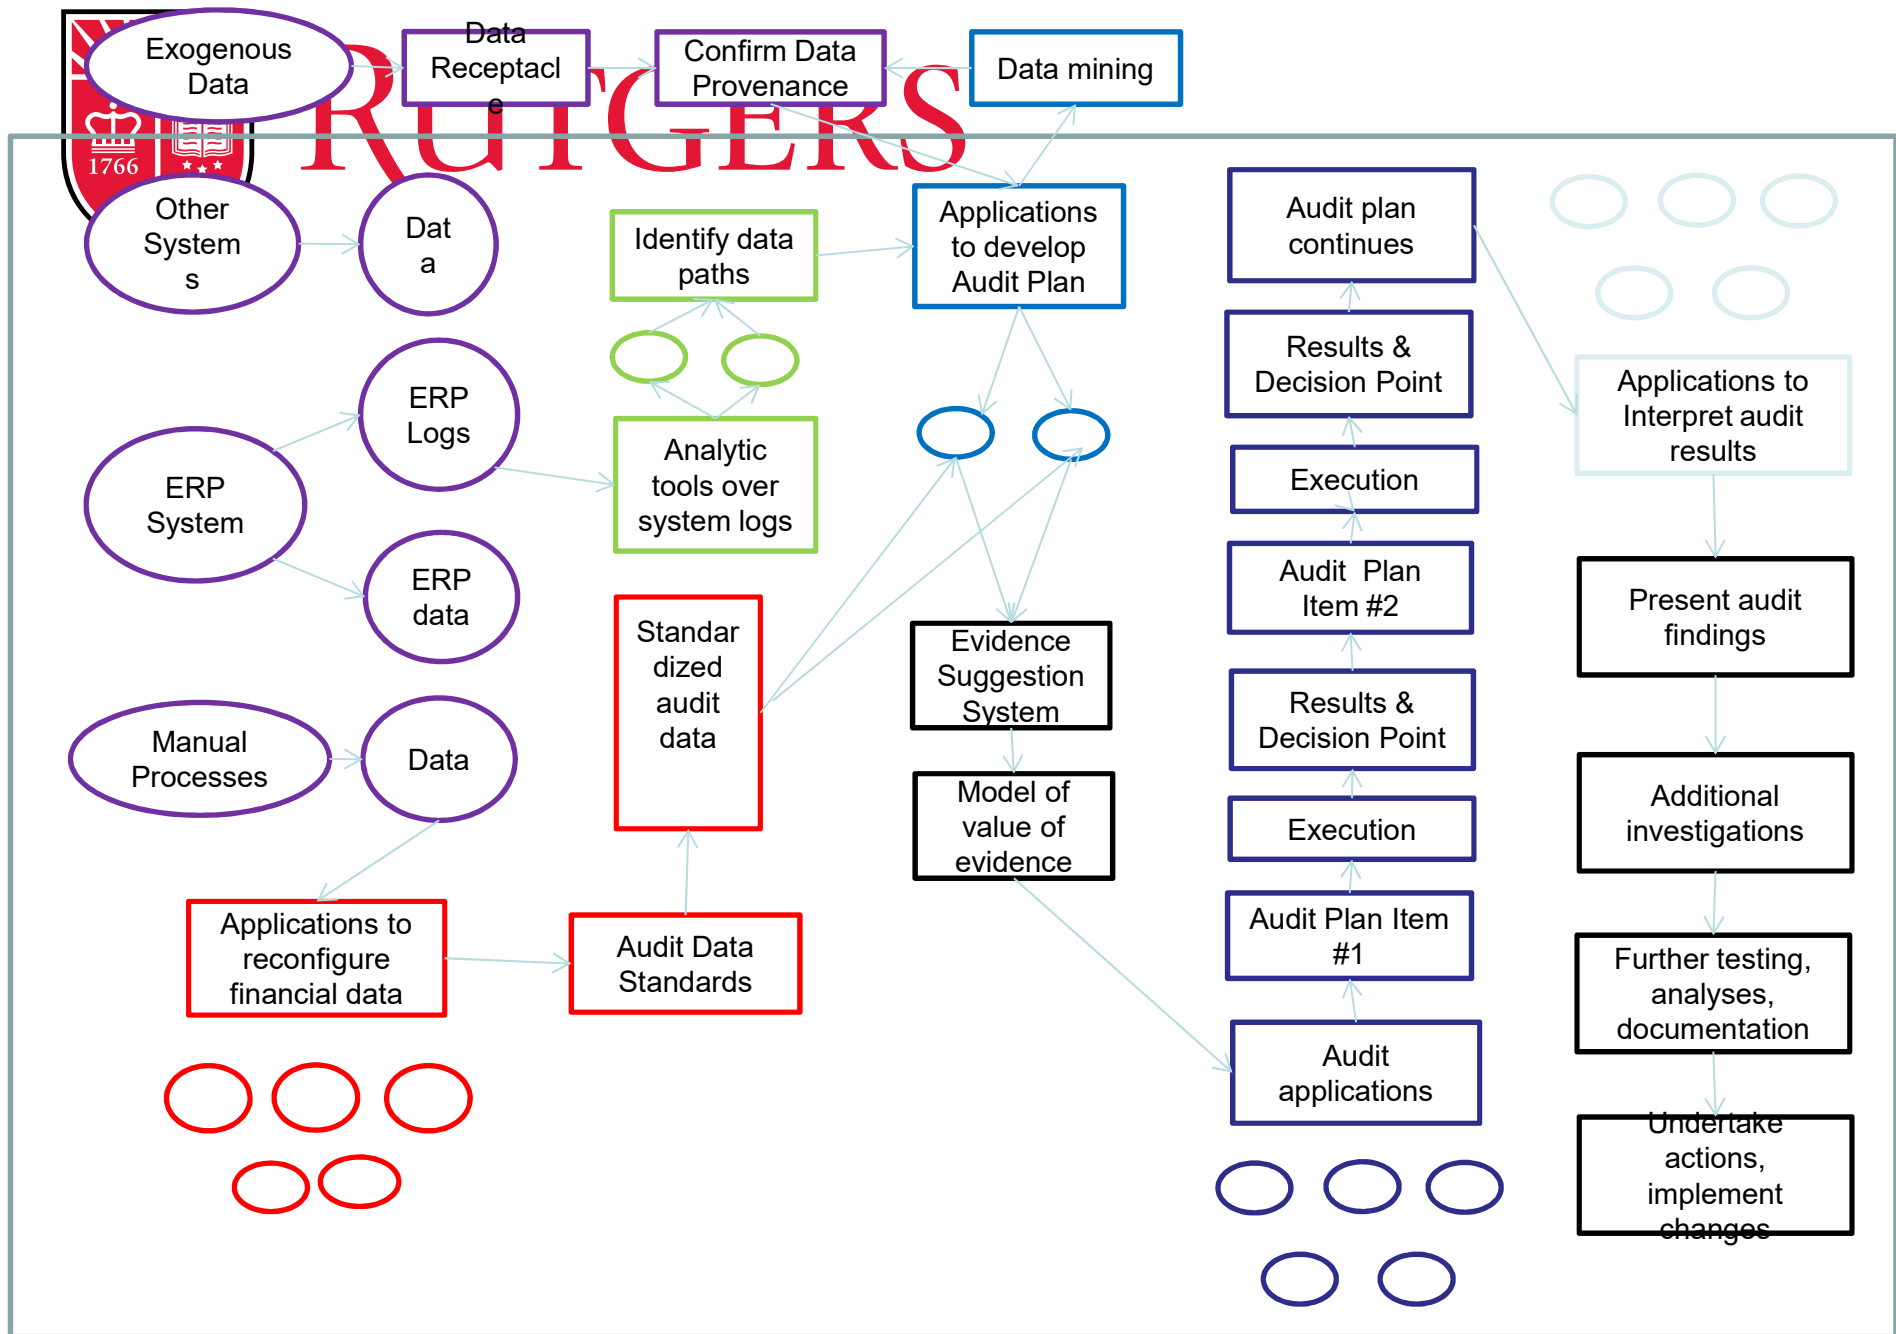 Exogenous
Data
Data
Receptacl
e
Confirm Data
Provenance
Data mining
RUTGERS
1766
Other
System
s
Dat
a
Identify data
paths
Applications
to develop
Audit Plan
Audit plan
continues
ERP
Logs
Results &
Decision Point
Applications to
Interpret audit
results
ERP
System
Analytic
tools over
system logs
Execution
ERP
data
Audit  Plan
Item #2
Present audit
findings
Standar
dized
audit
data
Evidence
Suggestion
System
Results &
Decision Point
Manual
Processes
Data
Model of
value of
evidence
Execution
Additional
investigations
Applications to
reconfigure
financial data
Audit Data
Standards
Audit Plan Item
#1
Further testing,
analyses,
documentation
Audit
applications
Undertake
actions,
implement
changes